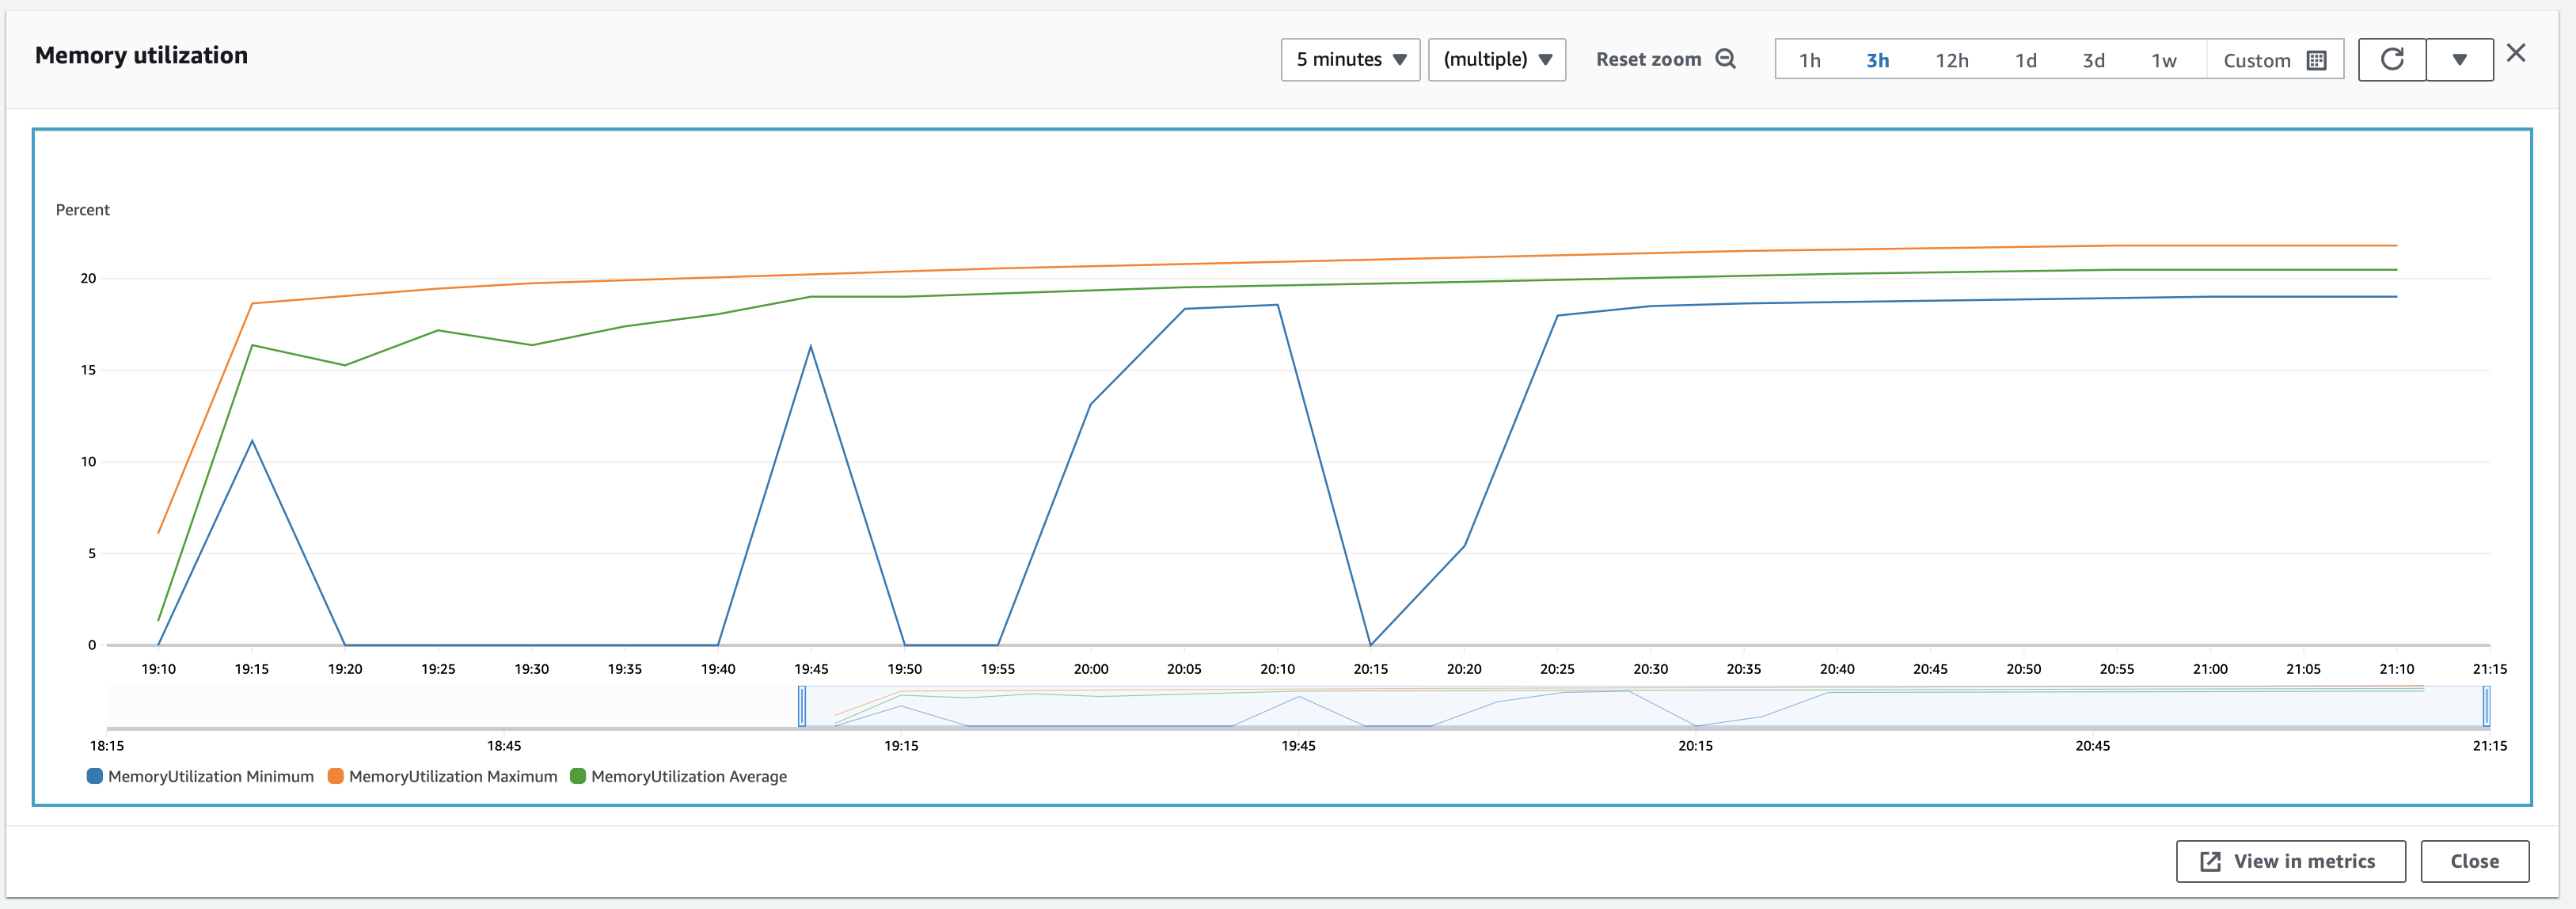 Memory utilization
5 minutes (multiple) Reset zoom 1h 3h 12h 1d 3d 1w Custom
Percent
20
15
10
5
0
19:10 19:15 19:20 19:25 19:30 19:35 19:40 19:45 19:50 19:55 20:00 20:05 20:10 20:15 20:20 20:25 20:30 20:35 20:40 20:45 20:50 20:55 21:00 21:05 21:10 21:15
18:15 18:45 19:15 19:45 20:15 20:45 21:15
MemoryUtilization Minimum MemoryUtilization Maximum MemoryUtilization Average
View in metrics Close